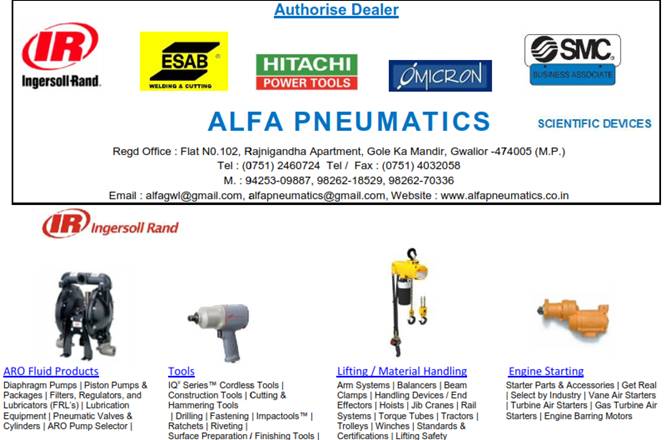 Authorise Dealer
IR
Ingersoll Rand
ESAB
WELDING & CUTTING
HITACHI
POWER TOOLS
OMICRON
SMC
BUSINESS ASSOCIATE
ALFA PNEUMATICS
SCIENTIFIC DEVICES
Regd Office : Flat N0.102, Rajnigandha Apartment, Gole Ka Mandir, Gwalior -474005 (M.P.)
Tel : (0751) 2460724 Tel / Fax : (0751) 4032058
M. : 94253-09887, 98262-18529, 98262-70336
Email : alfagwl@gmail.com, alfapneumatics@gmail.com, Website : www.alfapneumatics.co.in
IR Ingersoll Rand
ARO Fluid Products
Diaphragm Pumps | Piston Pumps &
Packages | Filters, Regulators, and
Lubricators (FRL's) | Lubrication
Equipment | Pneumatic Valves &
Cylinders | ARO Pump Selector |
Tools
IQV Series™ Cordless Tools |
Construction Tools | Cutting &
Hammering Tools
| Drilling | Fastening | Impactools™ |
Ratchets | Riveting |
Surface Preparation / Finishing Tools |
Lifting / Material Handling
Arm Systems | Balancers | Beam
Clamps | Handling Devices / End
Effectors | Hoists | Jib Cranes | Rail
Systems | Torque Tubes | Tractors |
Trolleys | Winches | Standards &
Certifications | Lifting Safety
Engine Starting
Starter Parts & Accessories | Get Real
| Select by Industry | Vane Air Starters
| Turbine Air Starters | Gas Turbine Air
Starters | Engine Barring Motors